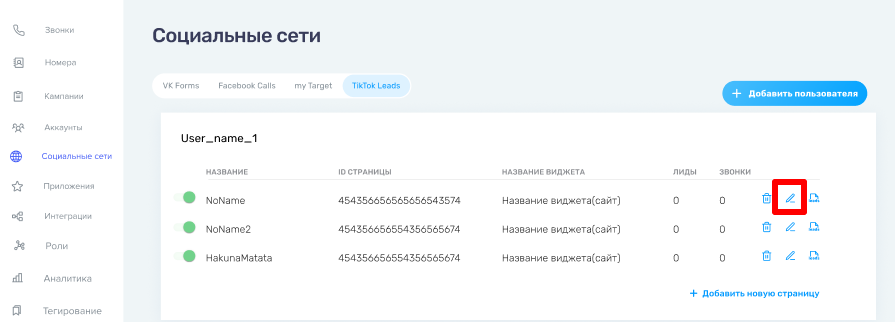 Социальные сети
Звонки
Номера
Кампании
Аккаунты
Социальные сети
Приложения
Интеграции
Роли
Аналитика
Тегирование
VK Forms Facebook Calls my Target TikTok Leads
+ Добавить пользователя
User_name_1
НАЗВАНИЕ ID СТРАНИЦЫ НАЗВАНИЕ ВИДЖЕТА ЛИДЫ ЗВОНКИ
NoName 454356656565656543574 Название виджета(сайт) 0 0
NoName2 454356656554356565674 Название виджета(сайт) 0 0
HakunaMatata 454356656554356565674 Название виджета(сайт) 0 0
+ Добавить новую страницу